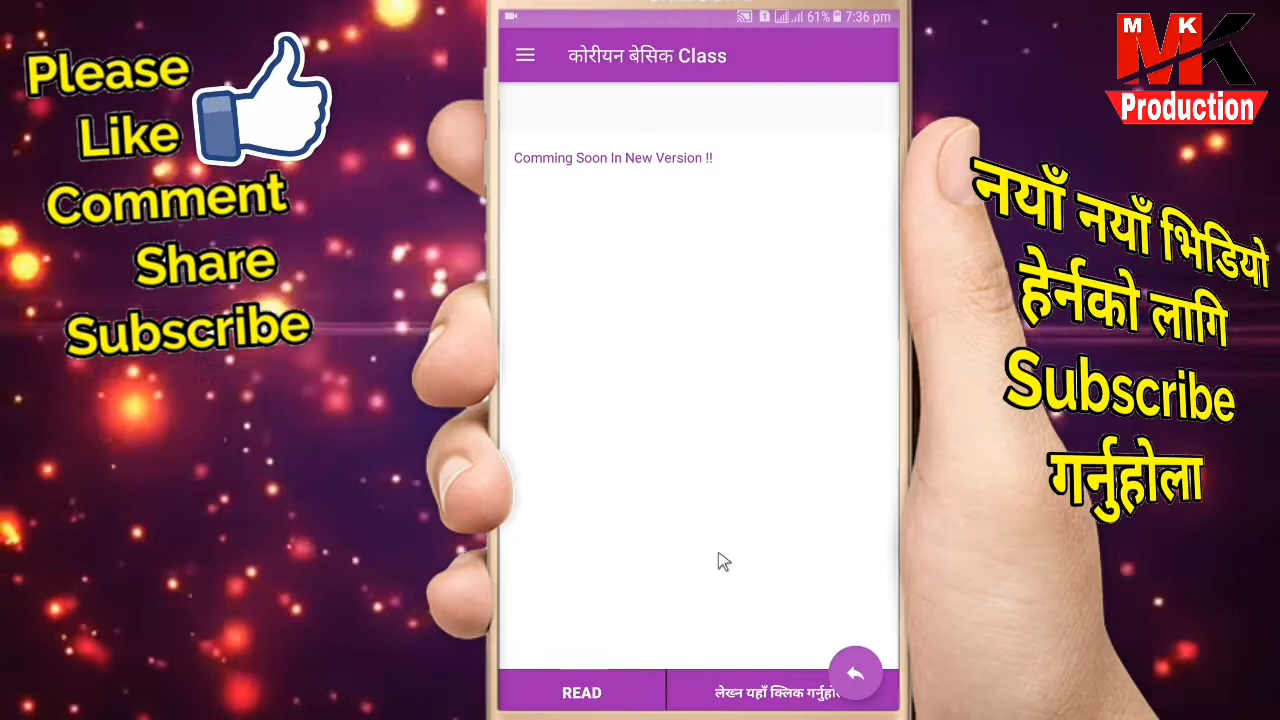 Please
Like
Comment
Share
Subscribe
61% 7:36 pm
कोरीयन बेसिक Class
Comming Soon In New Version !!
READ
लेख्न यहाँ क्लिक
M K
Production
नयाँ नयाँ भिडियो
हेर्नको लागि
Subscribe
गर्नुहोला